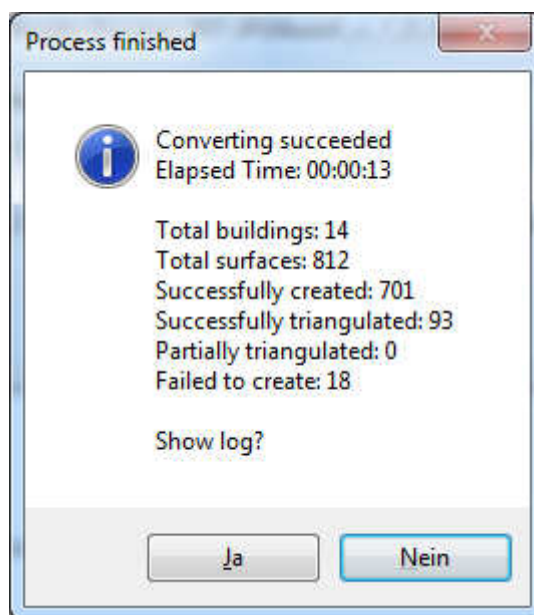 Process finished
Converting succeeded
Elapsed Time: 00:00:13
Total buildings: 14
Total surfaces: 812
Successfully created: 701
Successfully triangulated: 93
Partially triangulated: 0
Failed to create: 18
Show log?
Ja
Nein